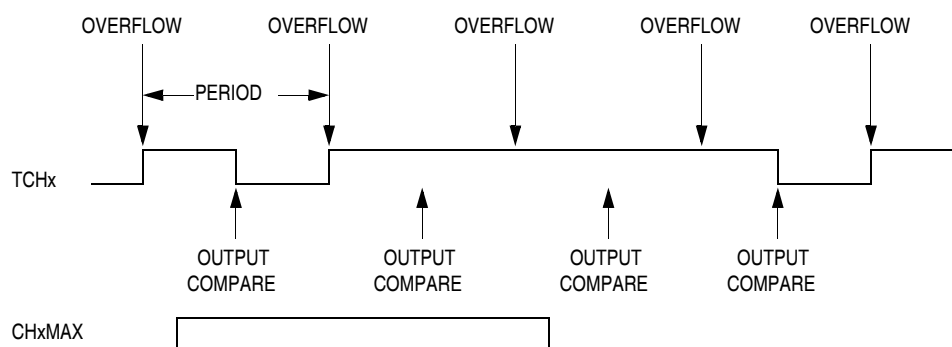 OVERFLOW OVERFLOW OVERFLOW OVERFLOW OVERFLOW
PERIOD
TCHx
OUTPUT COMPARE
OUTPUT COMPARE
OUTPUT COMPARE
OUTPUT COMPARE
CHxMAX